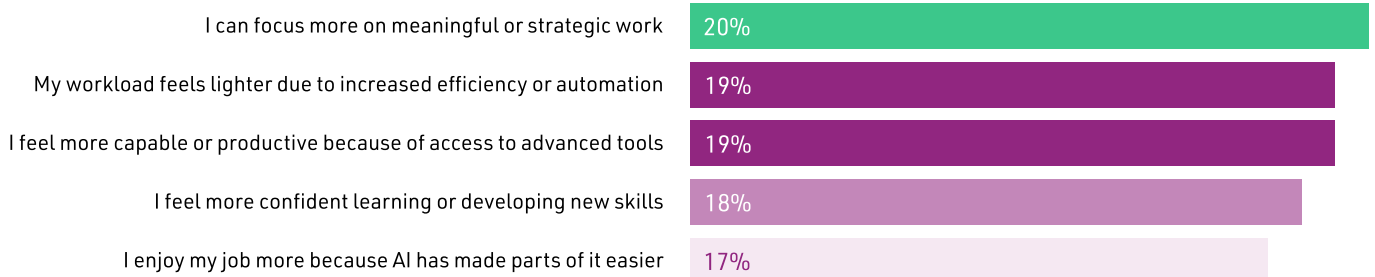 I can focus more on meaningful or strategic work 20%
My workload feels lighter due to increased efficiency or automation 19%
I feel more capable or productive because of access to advanced tools 19%
I feel more confident learning or developing new skills 18%
I enjoy my job more because AI has made parts of it easier 17%